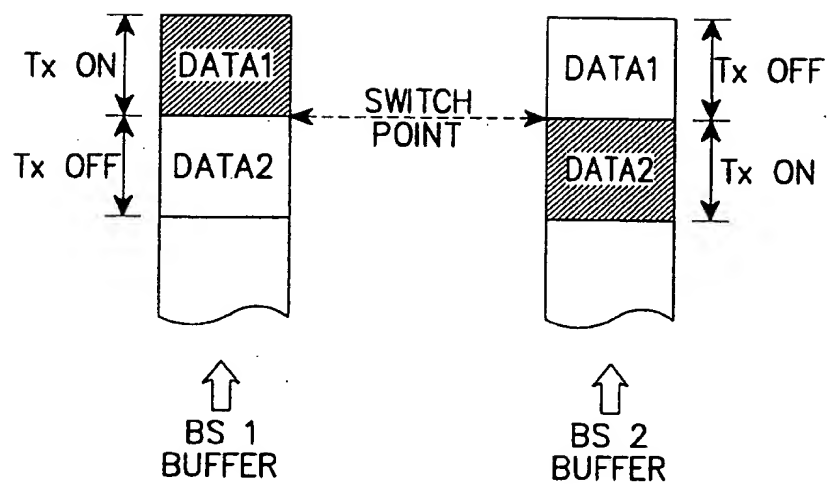 Tx ON
DATA1
Tx OFF
DATA2
SWITCH
POINT
DATA1
Tx OFF
DATA2
Tx ON
BS 1
BUFFER
BS 2
BUFFER